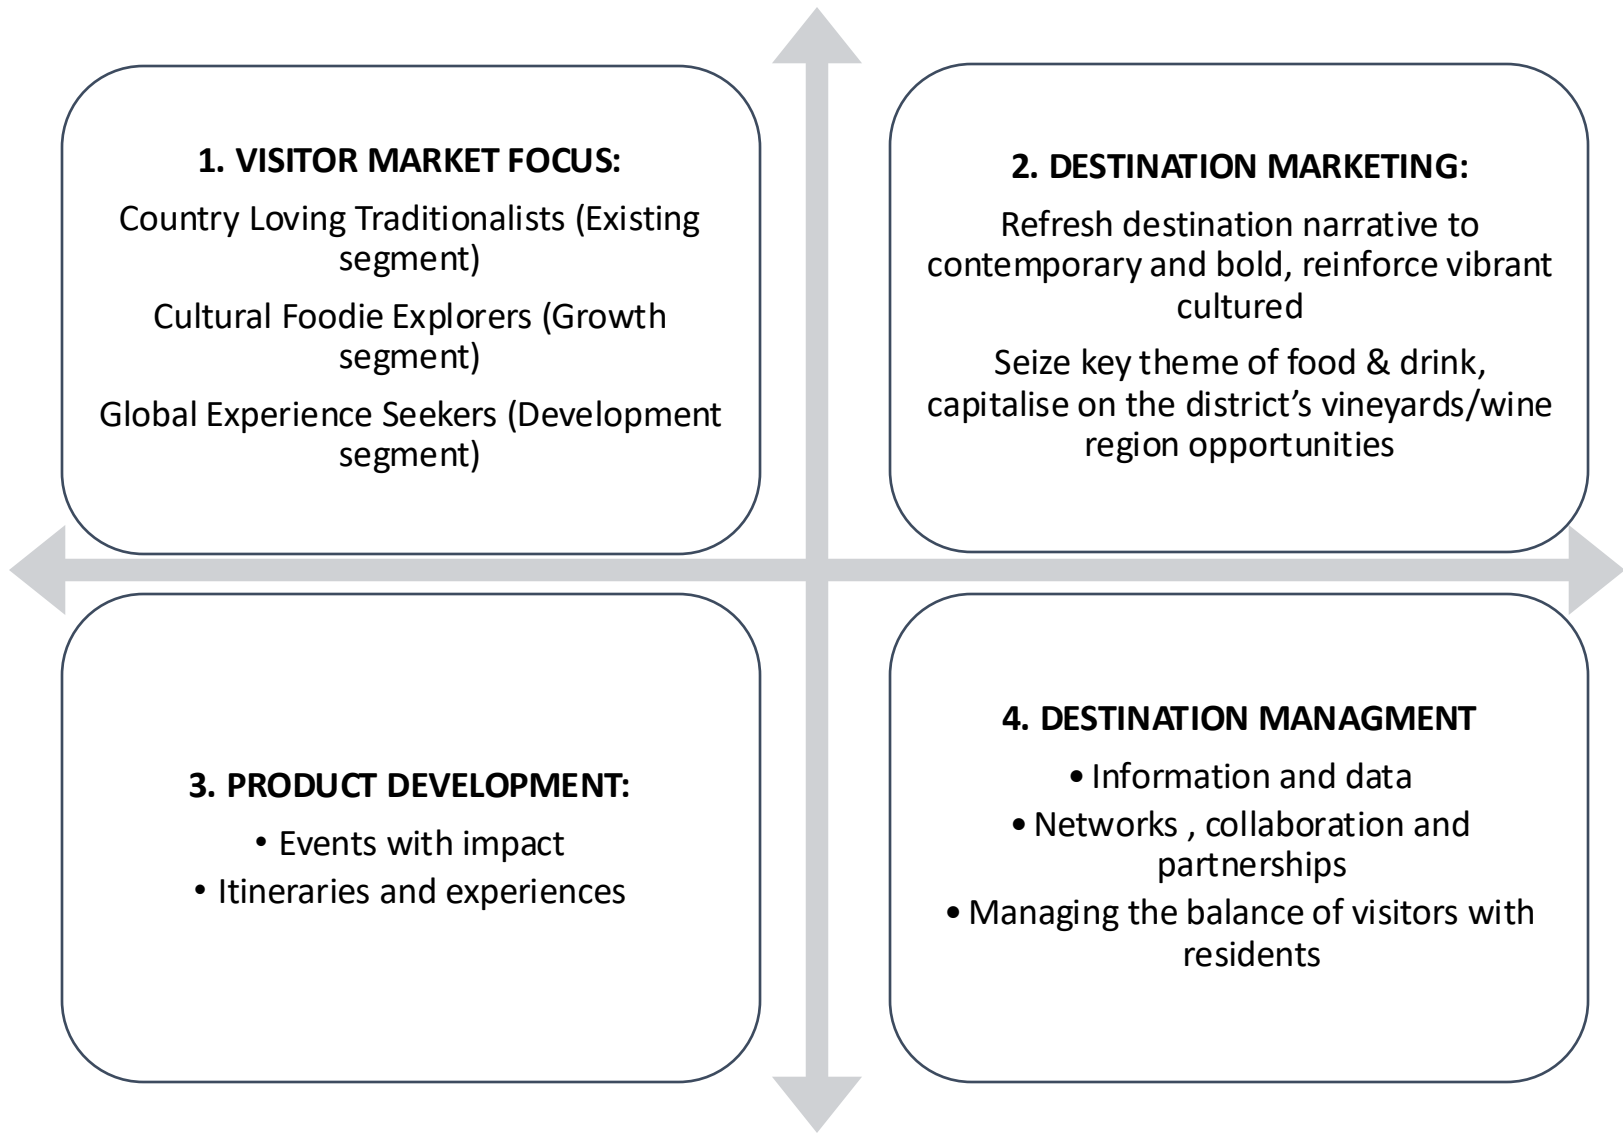 1. VISITOR MARKET FOCUS:
Country Loving Traditionalists (Existing
segment)
Cultural Foodie Explorers (Growth
segment)
Global Experience Seekers (Development
segment)
2. DESTINATION MARKETING:
Refresh destination narrative to
contemporary and bold, reinforce vibrant
cultured
Seize key theme of food & drink,
capitalise on the district’s vineyards/wine
region opportunities
3. PRODUCT DEVELOPMENT:
• Events with impact
• Itineraries and experiences
4. DESTINATION MANAGMENT
• Information and data
• Networks , collaboration and
partnerships
• Managing the balance of visitors with
residents